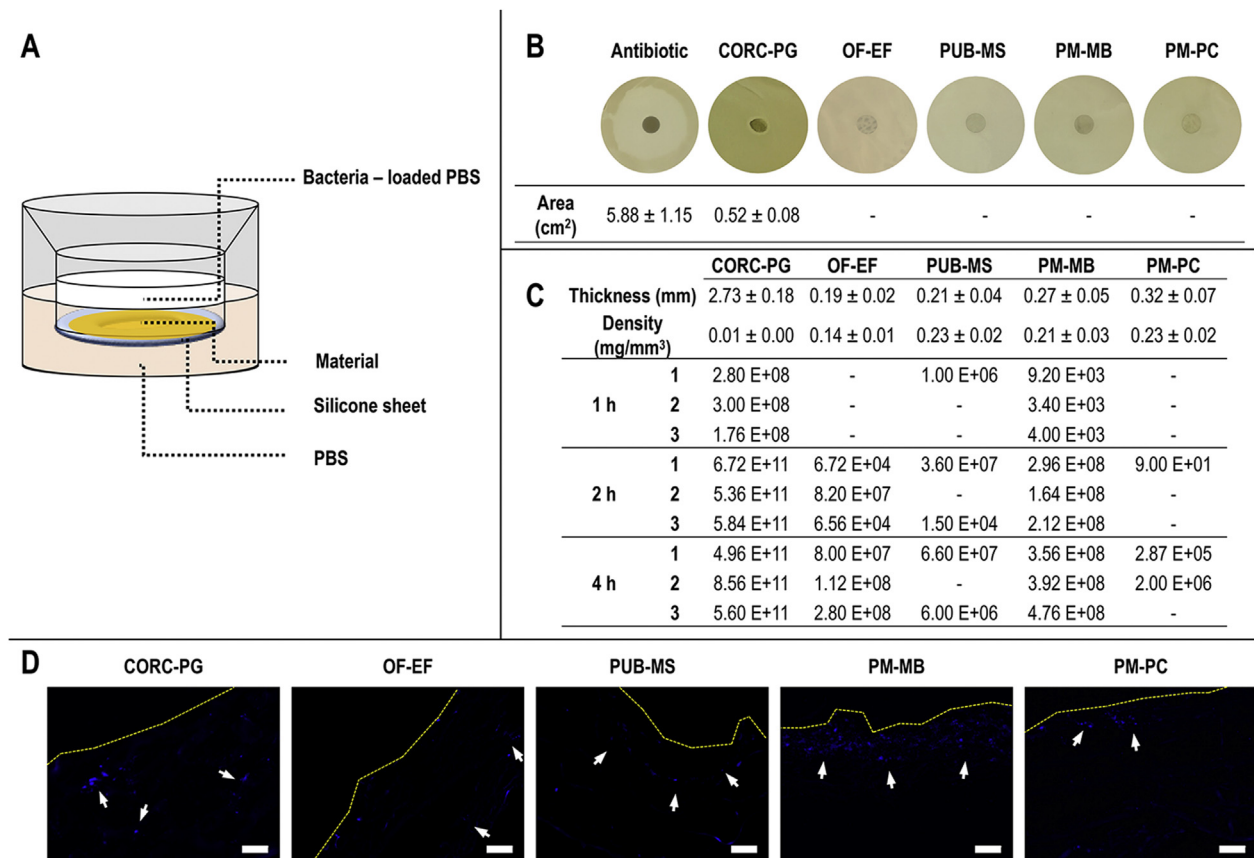 A
Bacteria – loaded PBS
Material
Silicone sheet
PBS
B
Antibiotic CORC-PG OF-EF PUB-MS PM-MB PM-PC
Area (cm²) 5.88 ± 1.15 0.52 ± 0.08 - - - -
C
CORC-PG OF-EF PUB-MS PM-MB PM-PC
Thickness (mm) 2.73 ± 0.18 0.19 ± 0.02 0.21 ± 0.04 0.27 ± 0.05 0.32 ± 0.07
Density (mg/mm³) 0.01 ± 0.00 0.14 ± 0.01 0.23 ± 0.02 0.21 ± 0.03 0.23 ± 0.02
1 h 1 2.80 E+08 - 1.00 E+06 9.20 E+03 -
2 3.00 E+08 - - 3.40 E+03 -
3 1.76 E+08 - - 4.00 E+03 -
2 h 1 6.72 E+11 6.72 E+04 3.60 E+07 2.96 E+08 9.00 E+01
2 5.36 E+11 8.20 E+07 - 1.64 E+08 -
3 5.84 E+11 6.56 E+04 1.50 E+04 2.12 E+08 -
4 h 1 4.96 E+11 8.00 E+07 6.60 E+07 3.56 E+08 2.87 E+05
2 8.56 E+11 1.12 E+08 - 3.92 E+08 2.00 E+06
3 5.60 E+11 2.80 E+08 6.00 E+06 4.76 E+08 -
D
CORC-PG OF-EF PUB-MS PM-MB PM-PC